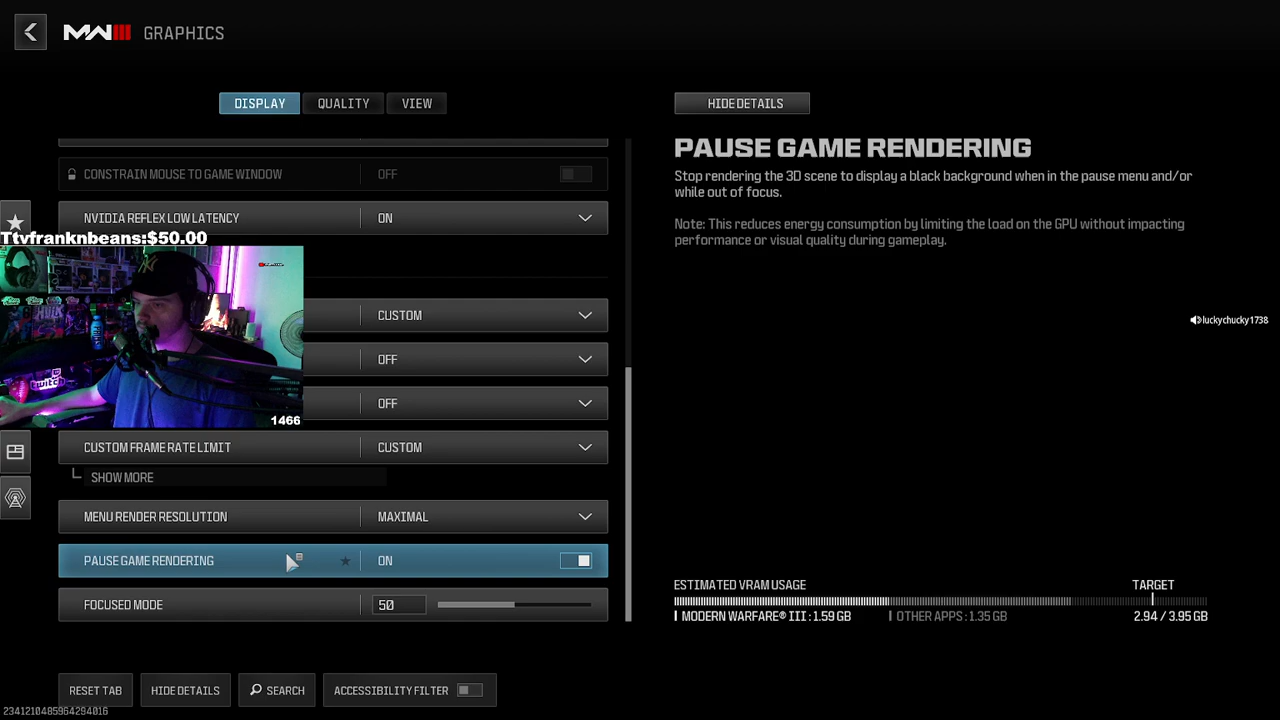 MWIII GRAPHICS
DISPLAY
QUALITY
VIEW
HIDE DETAILS
CONSTRAIN MOUSE TO GAME WINDOW
OFF
NVIDIA REFLEX LOW LATENCY
ON
Ttvfranknbeans:$50.00
CUSTOM
OFF
twitch
OFF
1466
CUSTOM FRAME RATE LIMIT
CUSTOM
SHOW MORE
MENU RENDER RESOLUTION
MAXIMAL
PAUSE GAME RENDERING
ON
FOCUSED MODE
50
PAUSE GAME RENDERING
Stop rendering the 3D scene to display a black background when in the pause menu and/or
while out of focus.
Note: This reduces energy consumption by limiting the load on the GPU without impacting
performance or visual quality during gameplay.
luckychucky1738
ESTIMATED VRAM USAGE
TARGET
MODERN WARFARE® III : 1.59 GB
OTHER APPS : 1.35 GB
2.94 / 3.95 GB
RESET TAB
HIDE DETAILS
SEARCH
ACCESSIBILITY FILTER
2341210485964294016